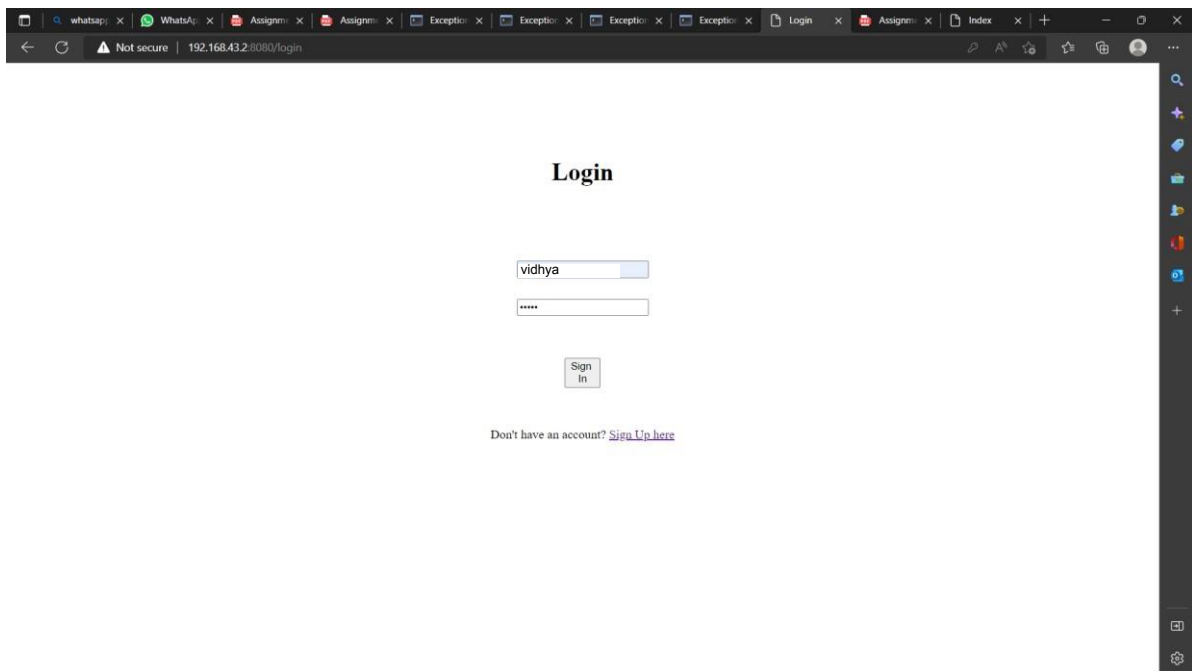 whatsapp WhatsAp Assignme Assignme Exception Exception Exception Exception Login Assignme Index
Not secure | 192.168.43.2:8080/login
Login
vidhya
•••••
Sign
In
Don't have an account? Sign Up here